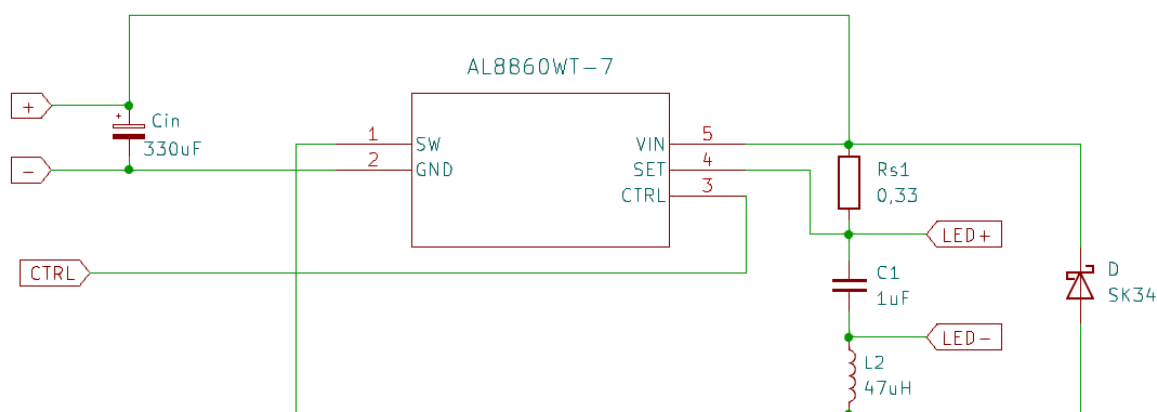 AL8860WT-7
+
Cin
330uF
-
1
SW
2
GND
VIN
5
SET
4
CTRL
3
Rs1
0,33
LED+
CTRL
C1
1uF
D
SK34
LED-
L2
47uH